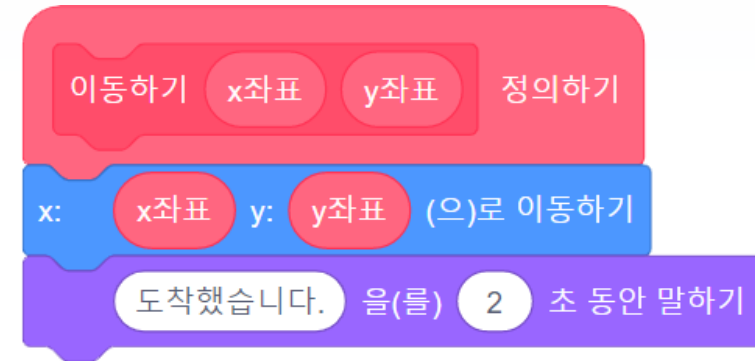 이동하기 x좌표 y좌표 정의하기
x: x좌표 y: y좌표 (으)로 이동하기
도착했습니다. 을(를) 2 초 동안 말하기